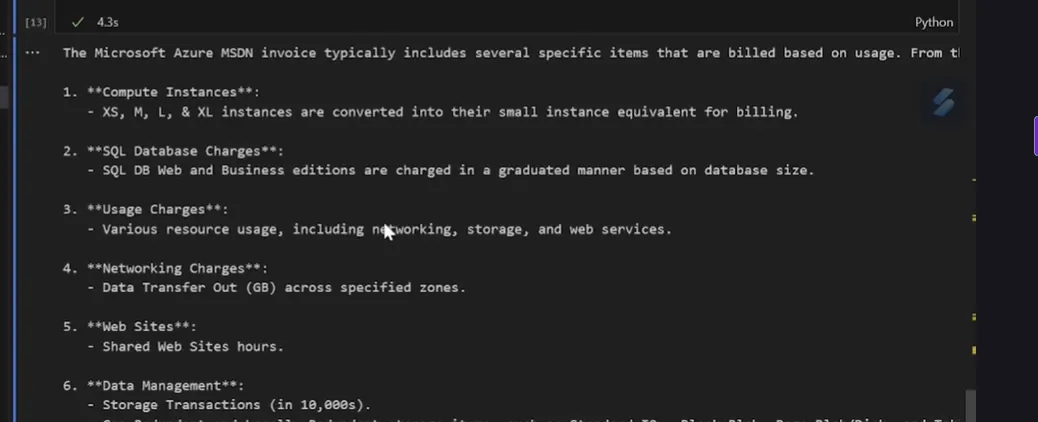 [13]
4.3s
Python
The Microsoft Azure MSDN invoice typically includes several specific items that are billed based on usage. From
1. **Compute Instances**:
- XS, M, L, & XL instances are converted into their small instance equivalent for billing.
2. **SQL Database Charges**:
- SQL DB Web and Business editions are charged in a graduated manner based on database size.
3. **Usage Charges**:
- Various resource usage, including networking, storage, and web services.
4. **Networking Charges**:
- Data Transfer Out (GB) across specified zones.
5. **Web Sites**:
- Shared Web Sites hours.
6. **Data Management**:
- Storage Transactions (in 10,000s).